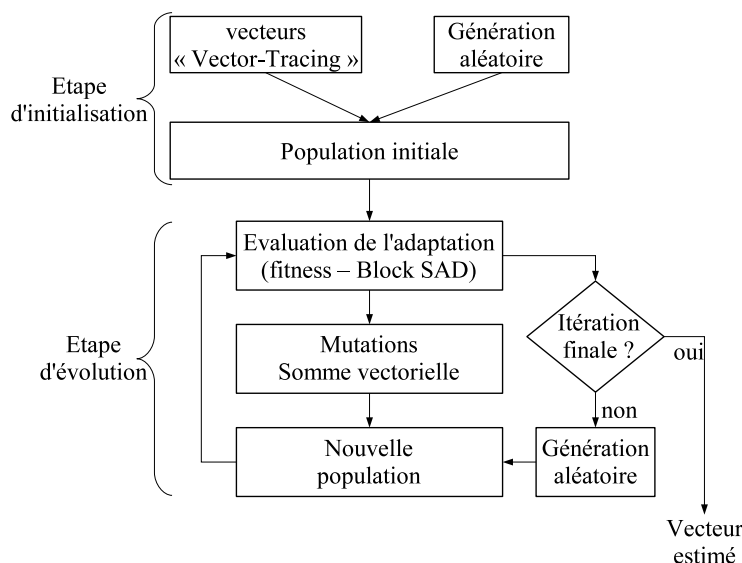 vecteurs
« Vector-Tracing »
Génération
aléatoire
Etape
d'initialisation
Population initiale
Evaluation de l'adaptation
(fitness – Block SAD)
Itération
finale ?
oui
Etape
d'évolution
Mutations
Somme vectorielle
non
Nouvelle
population
Génération
aléatoire
Vecteur
estimé